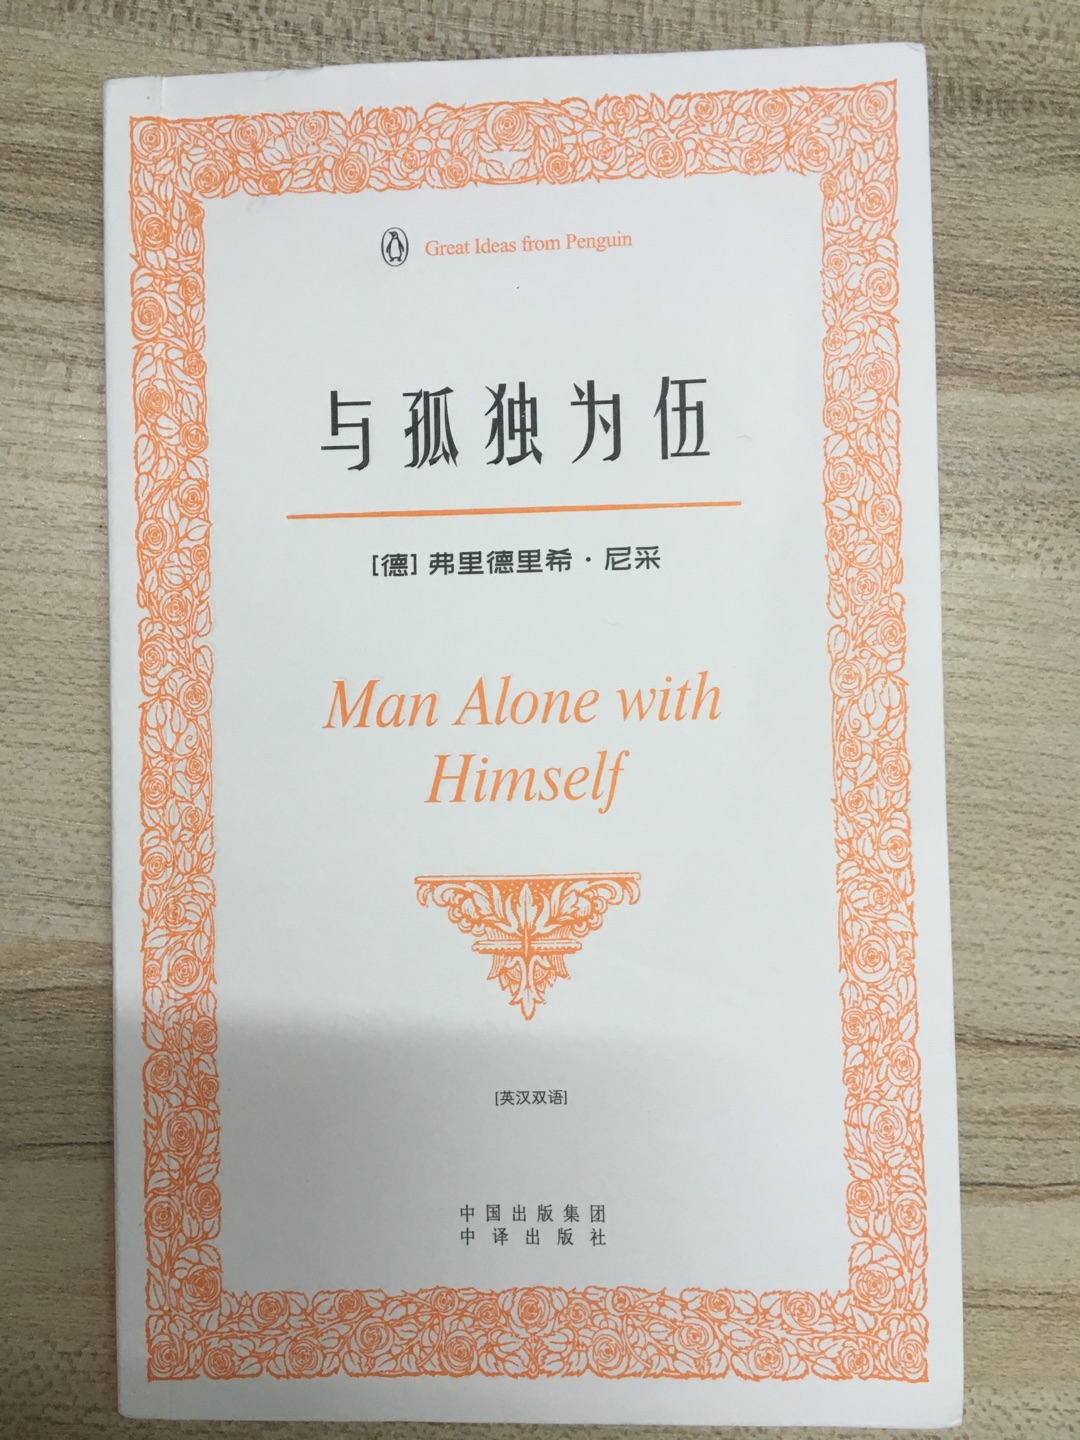 Great Ideas from Penguin
与孤独为伍
[德] 弗里德里希·尼采
Man Alone with
Himself
[英汉双语]
中国出版集团
中译出版社